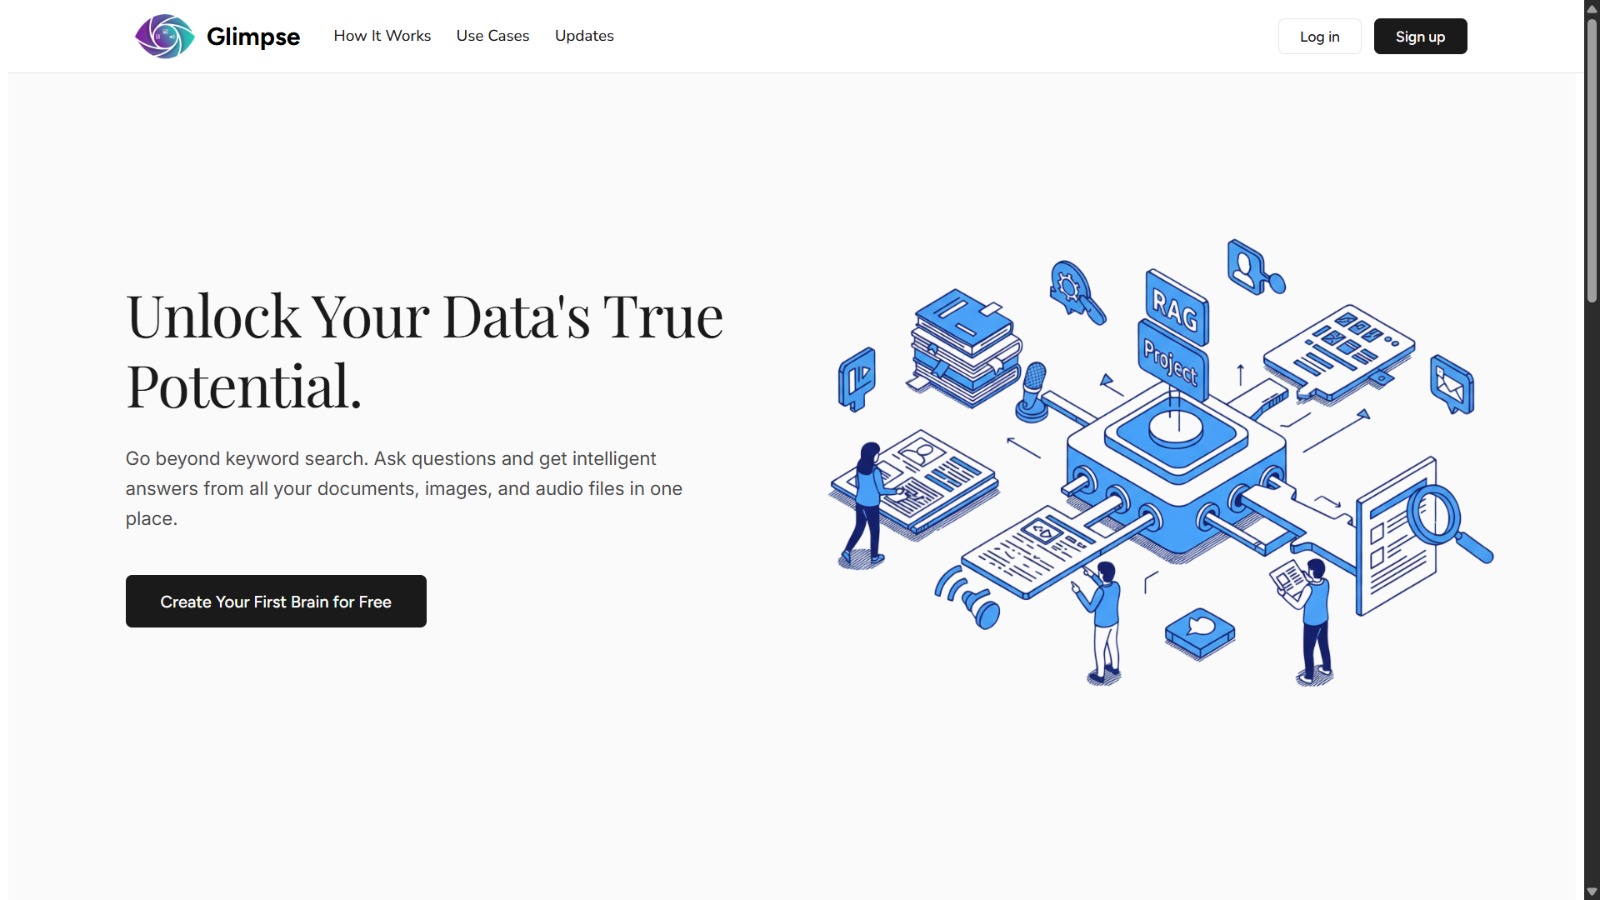 Glimpse
How It Works
Use Cases
Updates
Log in
Sign up
Unlock Your Data's True
Potential.
Go beyond keyword search. Ask questions and get intelligent
answers from all your documents, images, and audio files in one
place.
Create Your First Brain for Free
RAG
Project